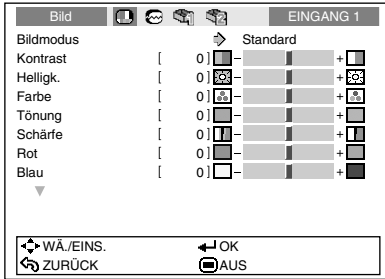 Bild EINGANG 1
Bildmodus Standard
Kontrast [ 0 ] - +
Helligk. [ 0 ] - +
Farbe [ 0 ] - +
Tönung [ 0 ] - +
Schärfe [ 0 ] - +
Rot [ 0 ] - +
Blau [ 0 ] - +
WÄ./EINS. OK
ZURÜCK AUS